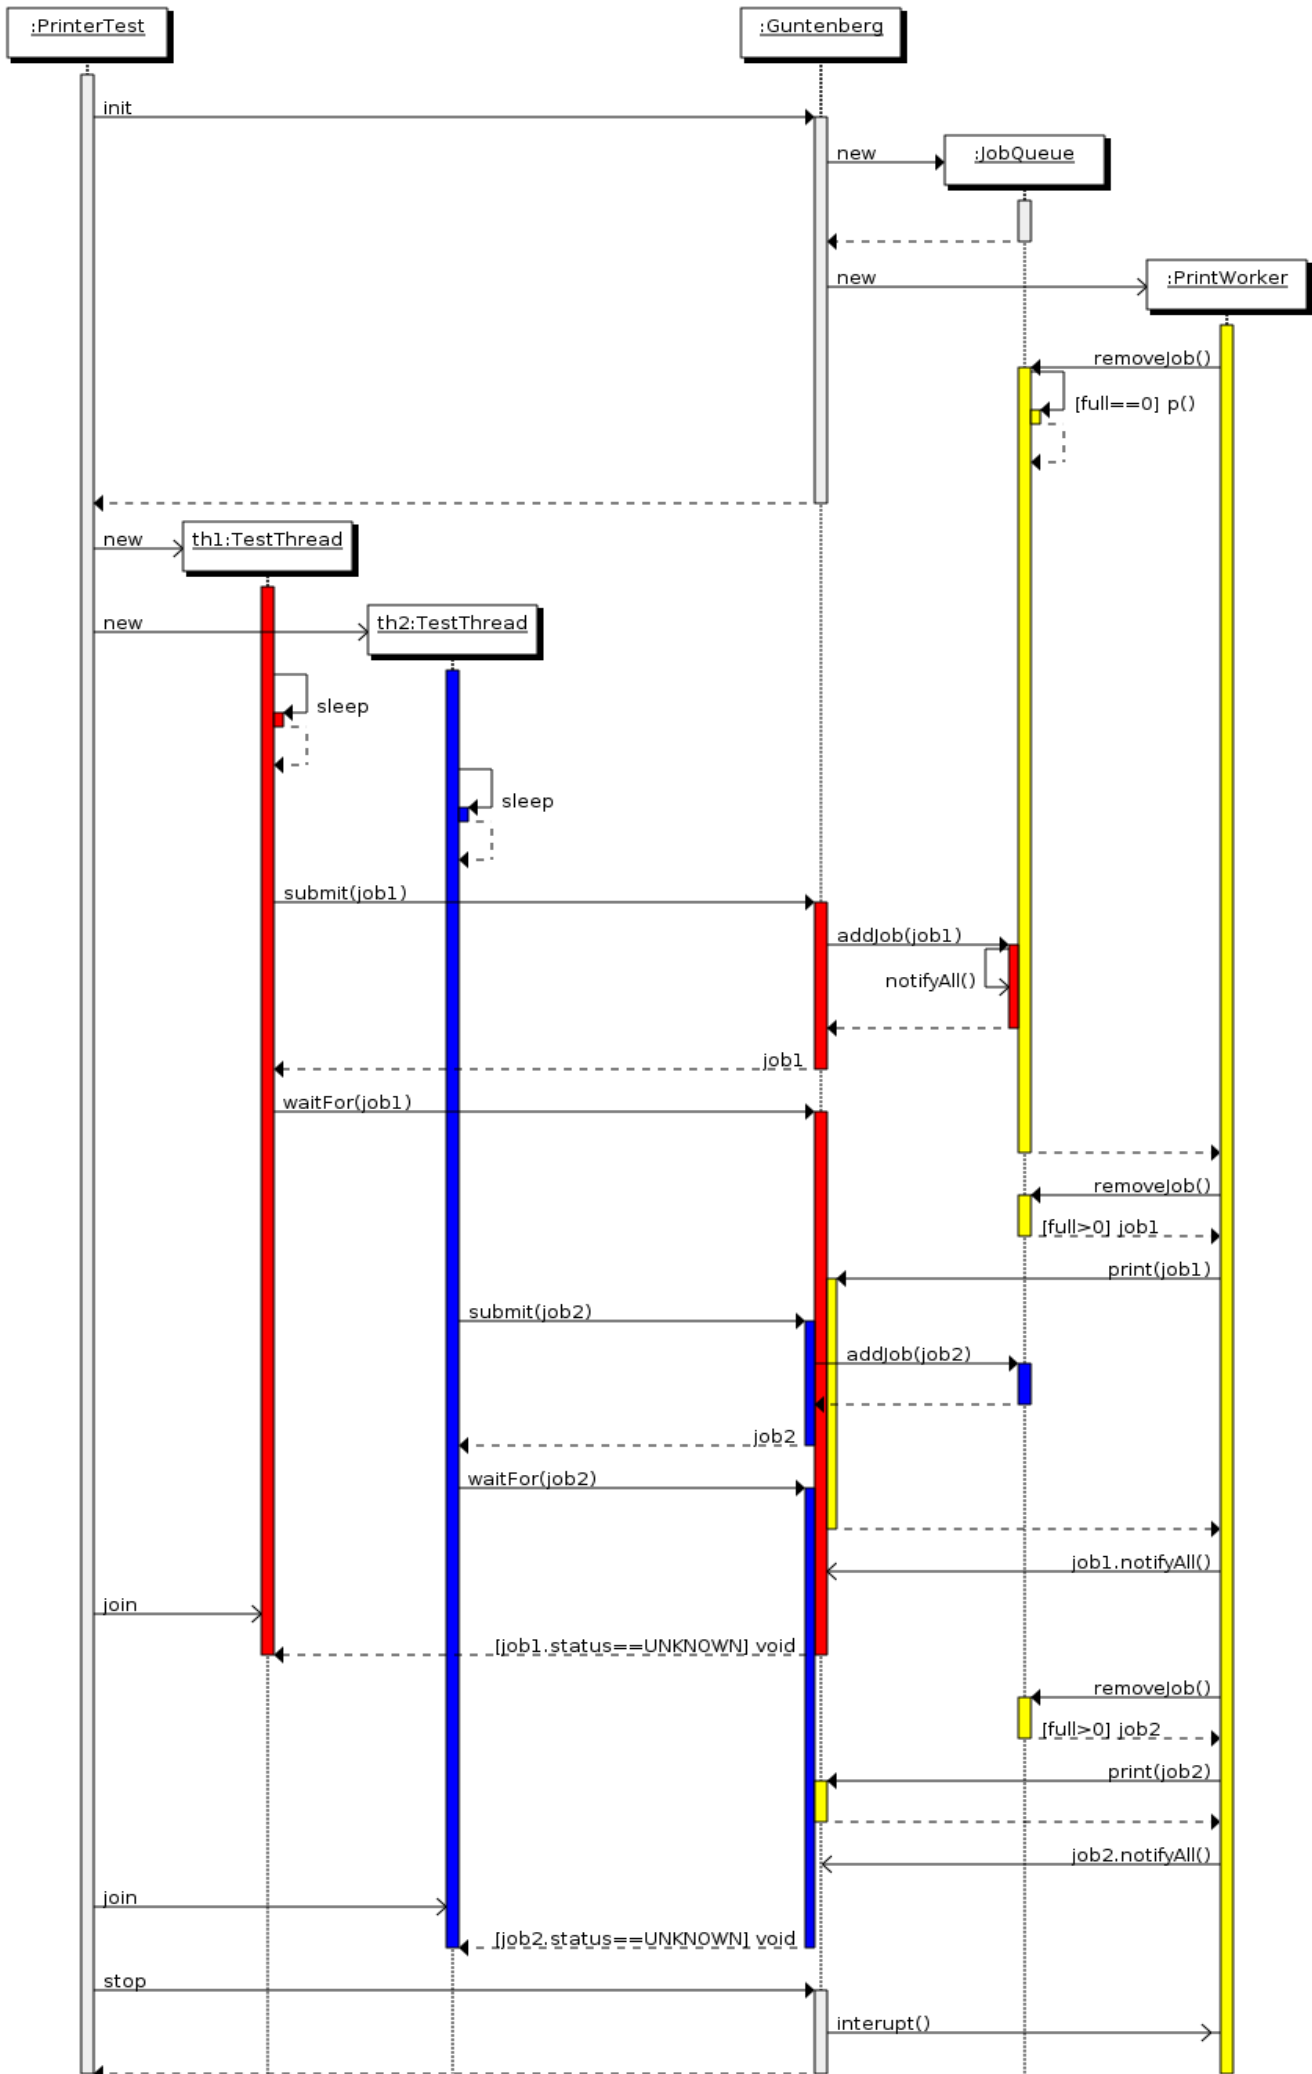 :PrinterTest
:Guntenberg
init
new
:JobQueue
new
:PrintWorker
removeJob()
[full==0] p()
new
th1:TestThread
new
th2:TestThread
sleep
sleep
submit(job1)
addJob(job1)
notifyAll()
job1
waitFor(job1)
removeJob()
[full>0] job1
print(job1)
submit(job2)
addJob(job2)
job2
waitFor(job2)
job1.notifyAll()
join
[job1.status==UNKNOWN] void
removeJob()
[full>0] job2
print(job2)
job2.notifyAll()
join
[job2.status==UNKNOWN] void
stop
interupt()